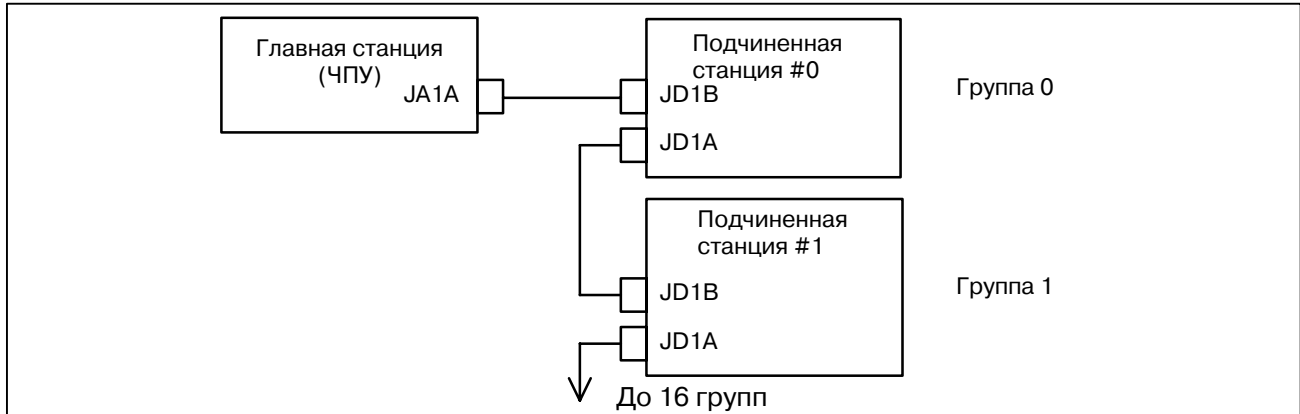 Главная станция
(ЧПУ)
JA1A
Подчиненная
станция #0
JD1B
JD1A
Группа 0
Подчиненная
станция #1
JD1B
JD1A
Группа 1
До 16 групп